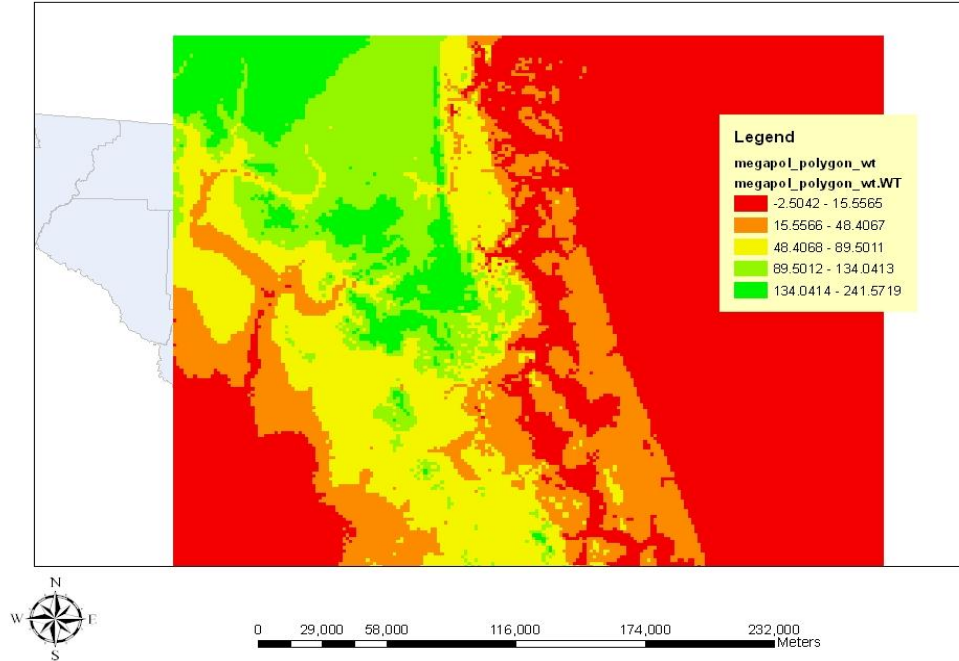 Legend
megapol_polygon_wt
megapol_polygon_wt.WT
-2.5042 - 15.5565
15.5566 - 48.4067
48.4068 - 89.5011
89.5012 - 134.0413
134.0414 - 241.5719
N
W E
S
0 29,000 58,000 116,000 174,000 232,000
Meters